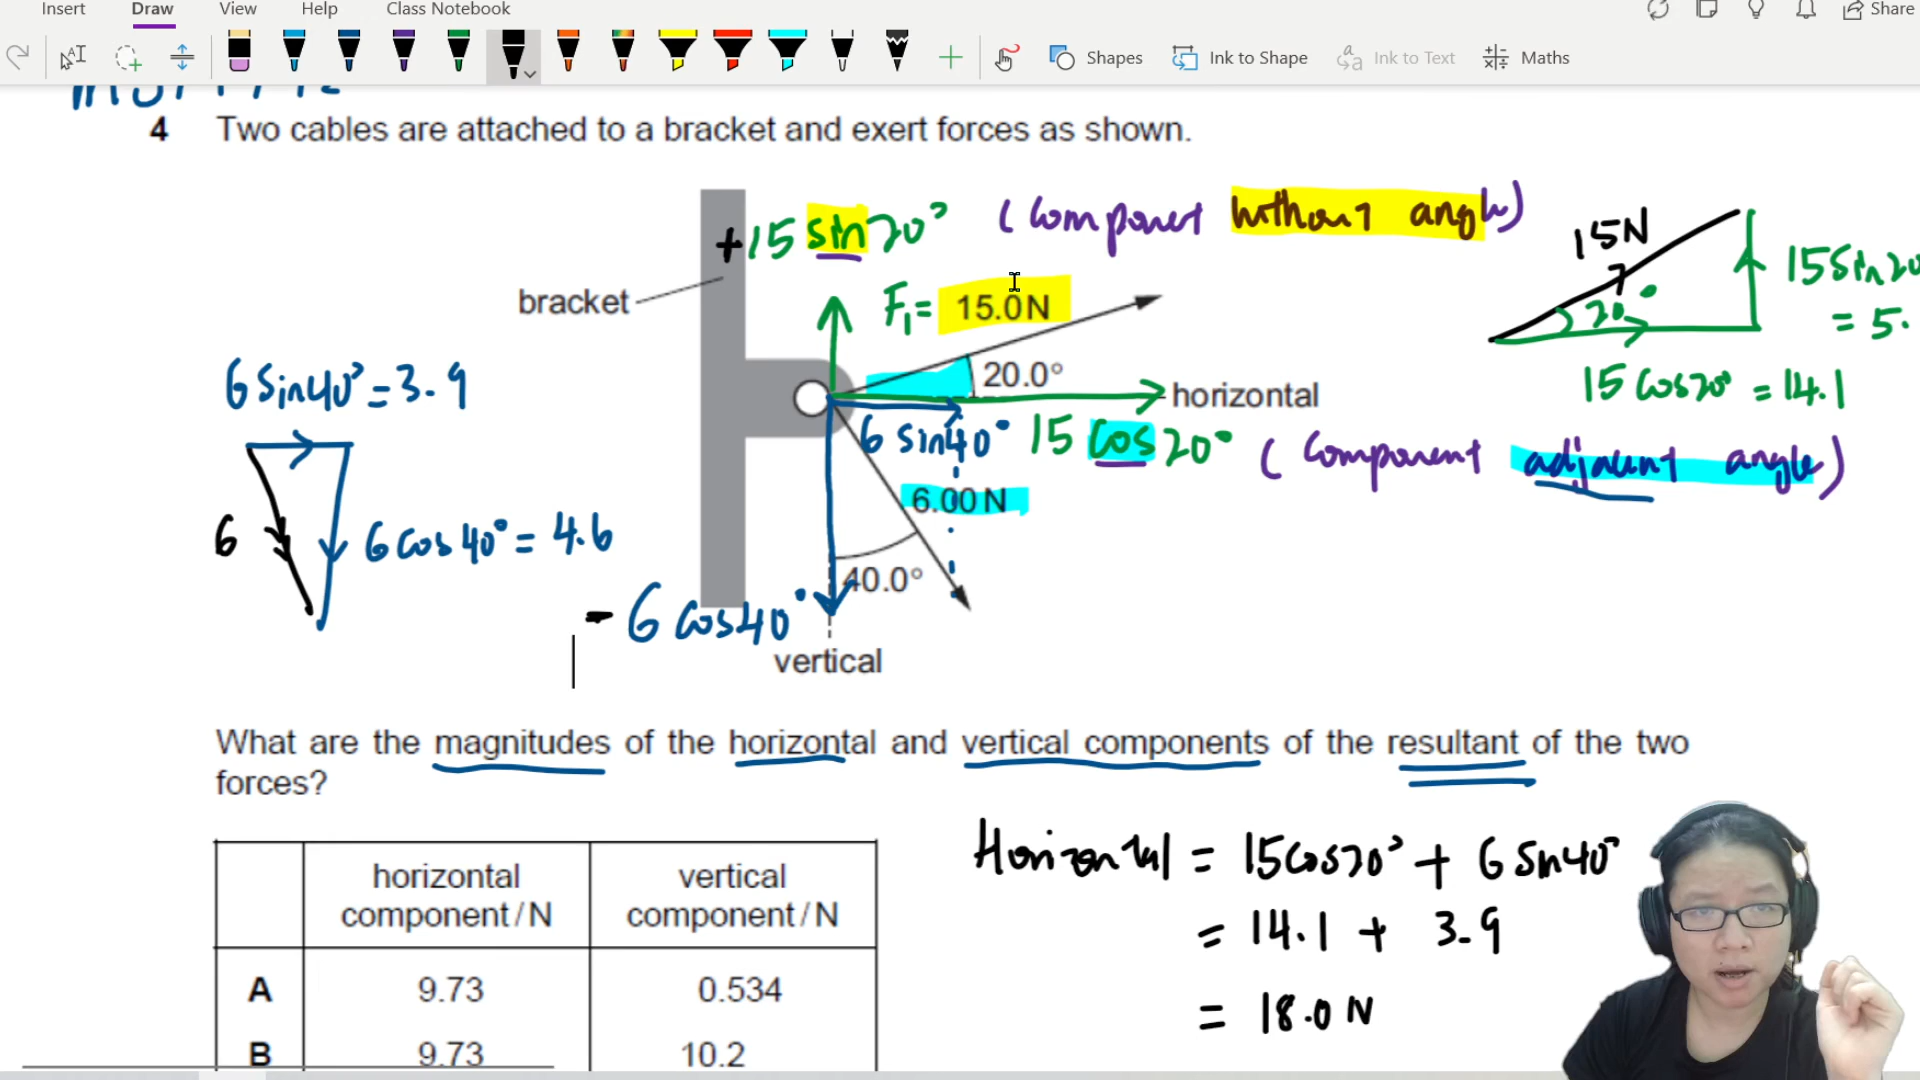 Insert Draw View Help Class Notebook Share
Shapes Ink to Shape Ink to Text Maths
4 Two cables are attached to a bracket and exert forces as shown.
+15 sin20° (component without angle)
15N
15sin20
= 5.
20°
15 cos20° = 14.1
bracket
F₁= 15.0N
20.0°
horizontal
6 sin40° = 3.9
6 sin40° 15 cos20° (component adjacent angle)
6.00N
6
6 cos40° = 4.6
40.0°
- 6 cos40°
vertical
What are the magnitudes of the horizontal and vertical components of the resultant of the two
forces?
horizontal
component/N
vertical
component/N
A 9.73 0.534
B 9.73 10.2
Horizontal = 15cos20° + 6 sin40°
= 14.1 + 3.9
= 18.0 N